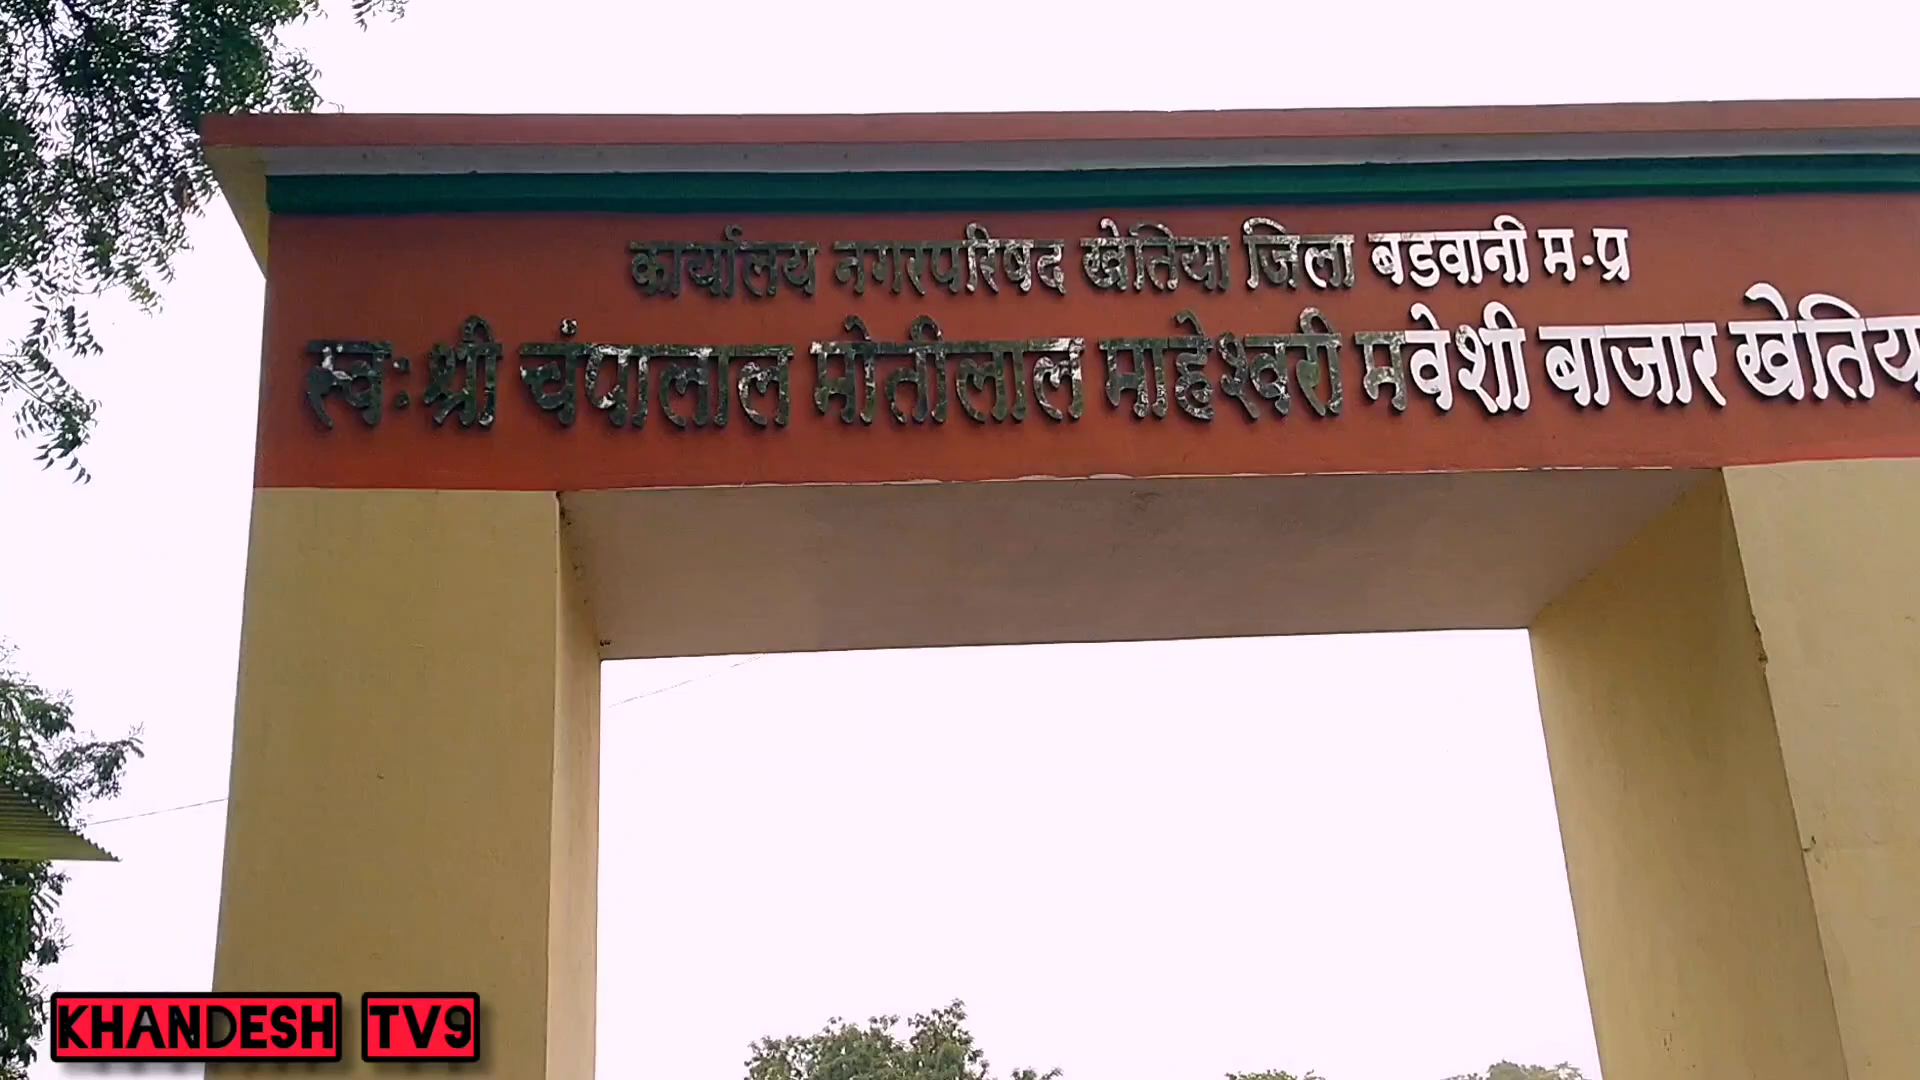 कार्यालय नगरपरिषद खेतिया जिला बडवानी म.प्र
स्व: श्री चंपालाल मोतीलाल माहेश्वरी मवेशी बाजार खेतिया
KHANDESH TV9